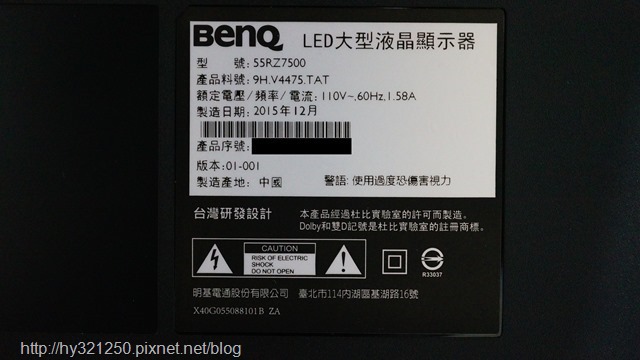 BenQ LED大型液晶顯示器
型 號: 55RZ7500
產品料號: 9H.V4475.TAT
額定電壓/頻率/電流: 110V~,60Hz,1.58A
製造日期: 2015年12月
產品序號:
版本:01-001
製造產地: 中國 警語: 使用過度恐傷害視力
台灣研發設計
本產品經過杜比實驗室的許可而製造。
Dolby和雙D記號是杜比實驗室的註冊商標。
CAUTION
RISK OF ELECTRIC
SHOCK
DO NOT OPEN
R33037
明基電通股份有限公司 臺北市114內湖區基湖路16號
X40G055088101B ZA
http://hy321250.pixnet.net/blog